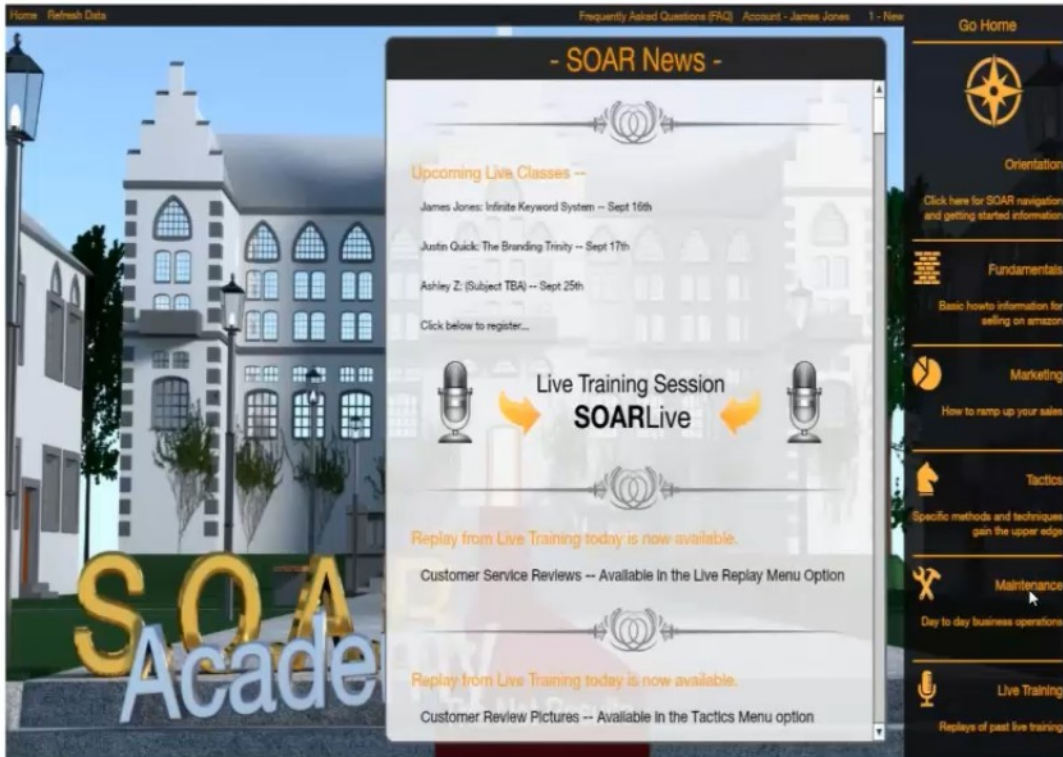 Home Refresh Data Frequently Asked Questions (FAQ) Account - James Jones 1 - New
- SOAR News -
Upcoming Live Classes --
James Jones: Infinite Keyword System -- Sept 16th
Justin Quick: The Branding Trinity -- Sept 17th
Ashley Z: (Subject TBA) -- Sept 25th
Click below to register...
Live Training Session
SOARLive
Replay from Live Training today is now available.
Customer Service Reviews -- Available in the Live Replay Menu Option
Replay from Live Training today is now available.
Customer Review Pictures -- Available in the Tactics Menu option
Go Home
Orientation
Click here for SOAR navigation
and getting started information
Fundamentals
Basic howto information for
selling on amazon
Marketing
How to ramp up your sales
Tactics
Specific methods and techniques
gain the upper edge
Maintenance
Day to day business operations
Live Training
Replays of past live training
SOAR
Academy